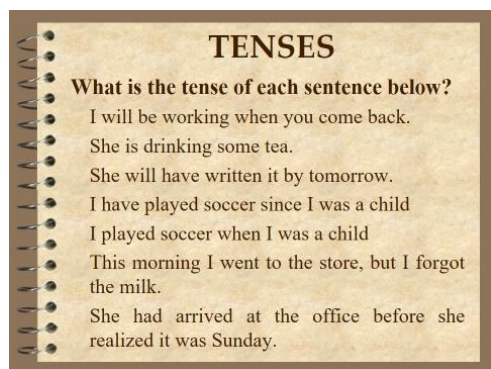 TENSES
What is the tense of each sentence below?
I will be working when you come back.
She is drinking some tea.
She will have written it by tomorrow.
I have played soccer since I was a child
I played soccer when I was a child
This morning I went to the store, but I forgot
the milk.
She had arrived at the office before she
realized it was Sunday.